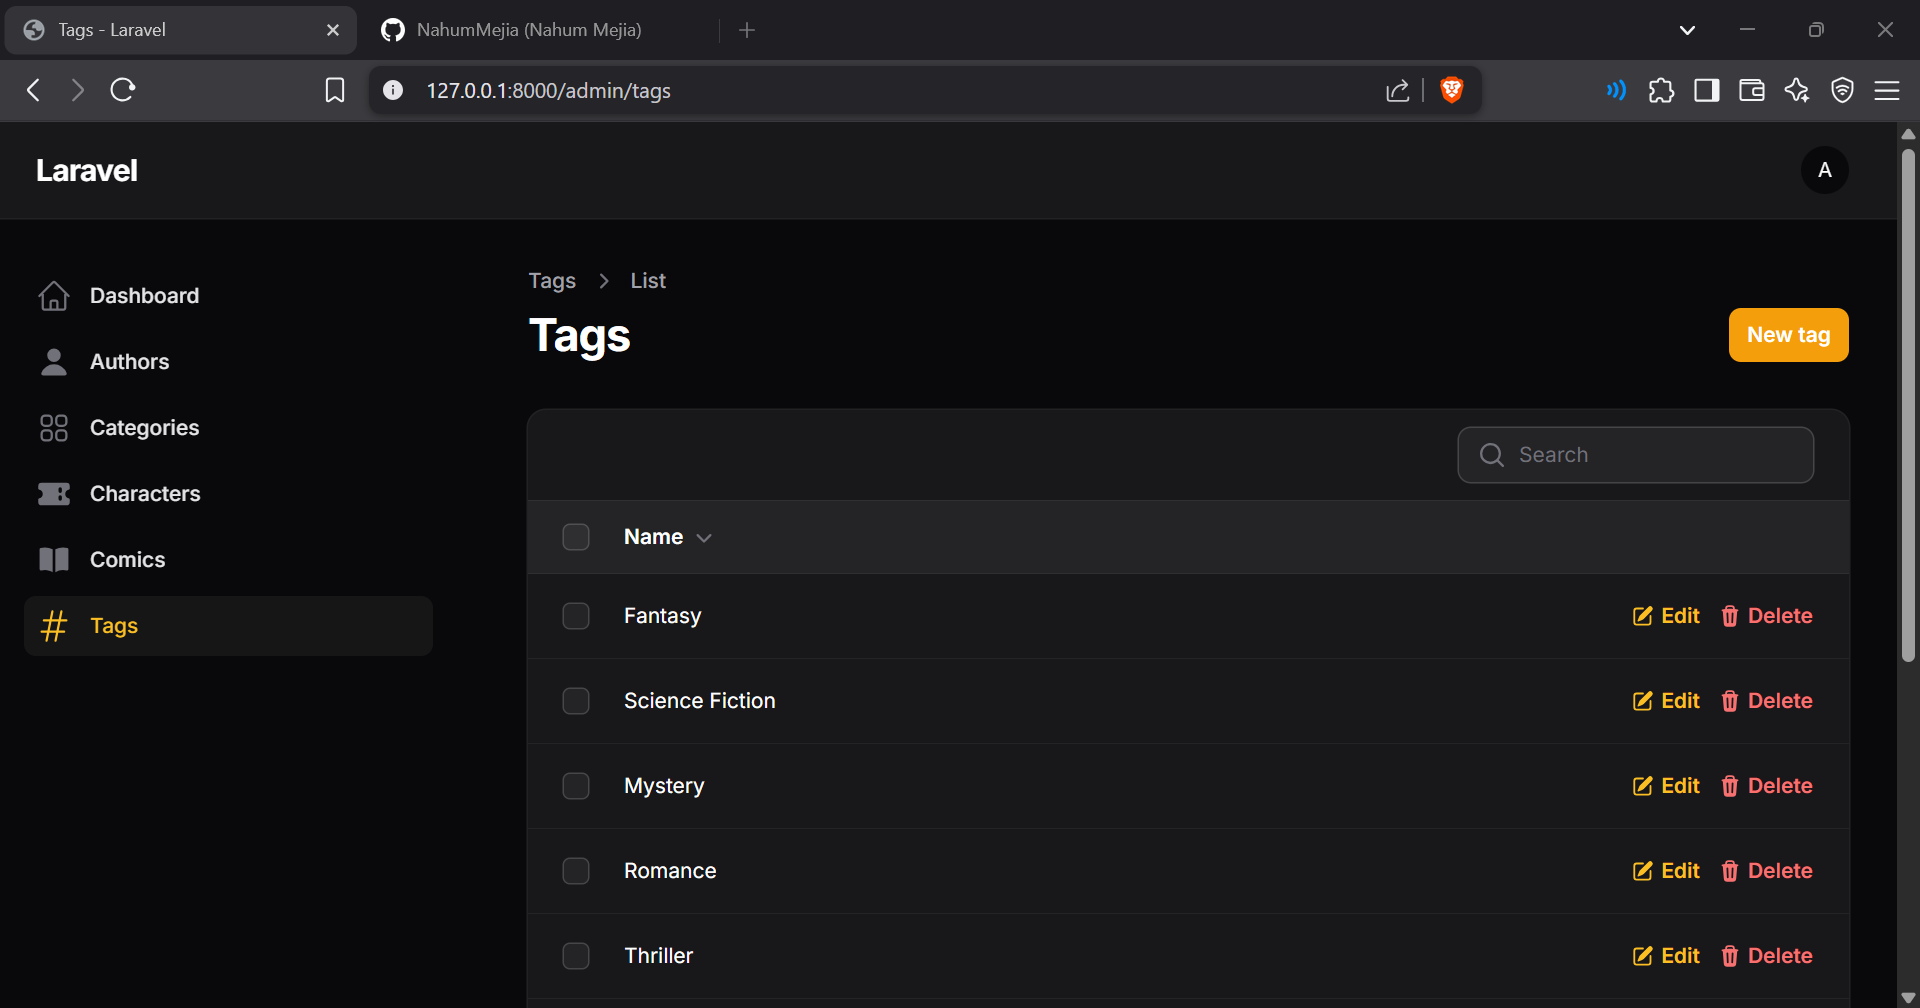 Tags - Laravel
NahumMejia (Nahum Mejia)
127.0.0.1:8000/admin/tags
Laravel
A
Dashboard
Authors
Categories
Characters
Comics
Tags
Tags > List
Tags
New tag
Search
Name
Fantasy Edit Delete
Science Fiction Edit Delete
Mystery Edit Delete
Romance Edit Delete
Thriller Edit Delete